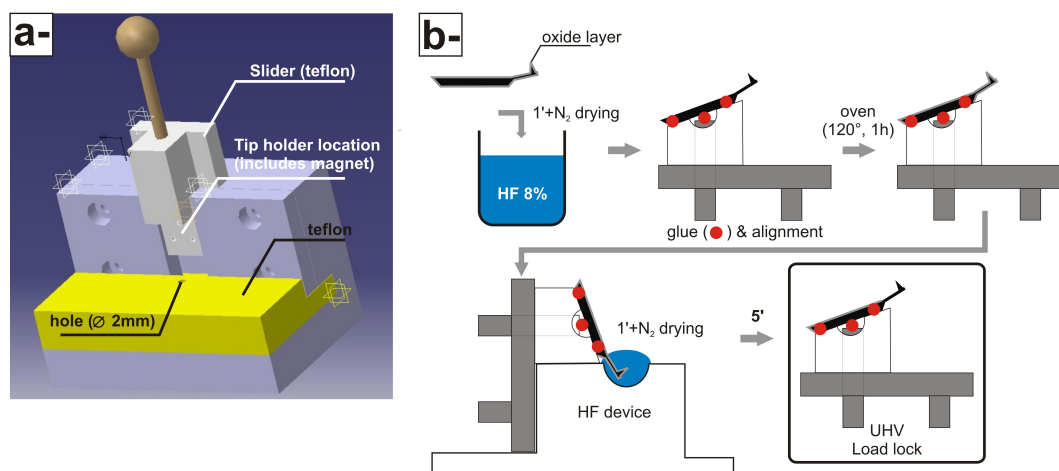 a-
Slider (teflon)
Tip holder location
(includes magnet)
teflon
hole (∅ 2mm)
b-
oxide layer
1'+N₂ drying
HF 8%
glue ( ) & alignment
oven
(120°, 1h)
1'+N₂ drying
HF device
5'
UHV
Load lock